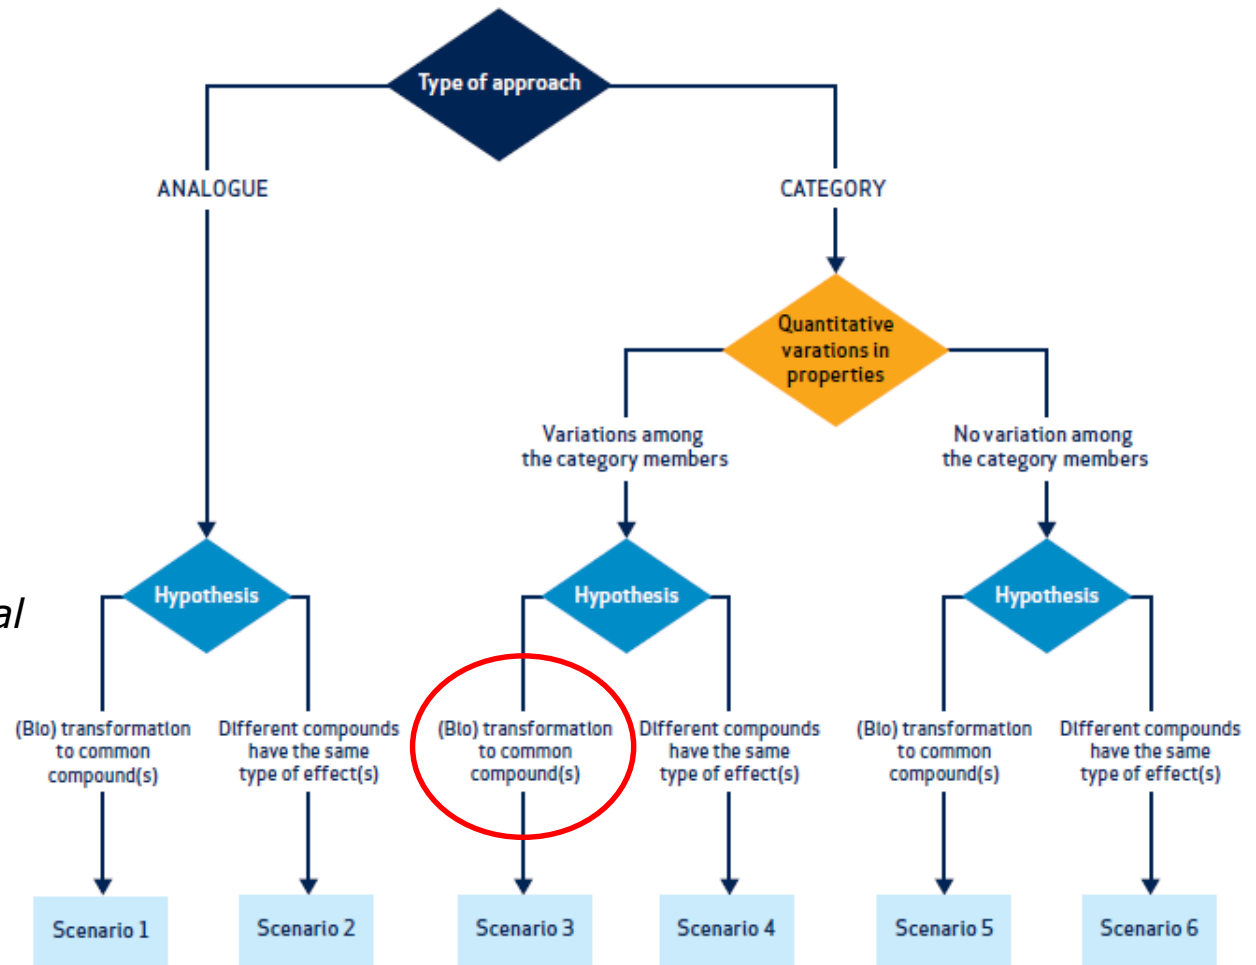 Type of approach
ANALOGUE
CATEGORY
Quantitative
varations in
properties
Variations among
the category members
No variation among
the category members
Hypothesis
Hypothesis
Hypothesis
al
(Bio) transformation
to common
compound(s)
Different compounds
have the same
type of effect(s)
(Bio) transformation
to common
compound(s)
Different compounds
have the same
type of effect(s)
(Bio) transformation
to common
compound(s)
Different compounds
have the same
type of effect(s)
Scenario 1
Scenario 2
Scenario 3
Scenario 4
Scenario 5
Scenario 6